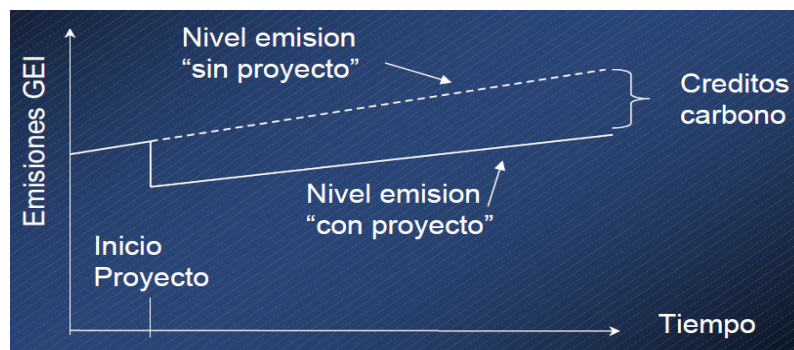 Nivel emision
“sin proyecto”
Creditos
carbono
Emisiones GEI
Nivel emision
“con proyecto”
Inicio
Proyecto
Tiempo